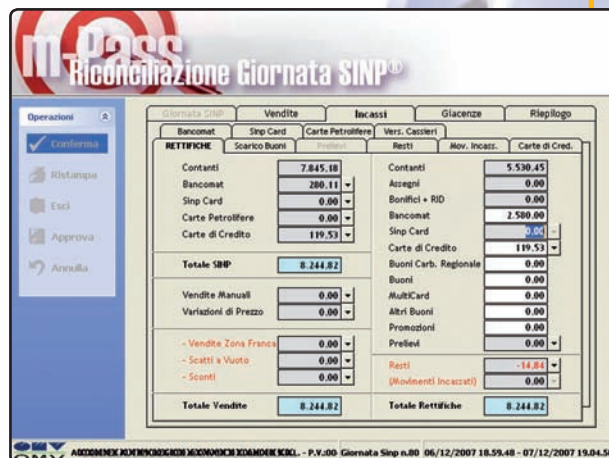 m-Pass
Riconciliazione Giornata SINP®
Operazioni
Conferma
Ristampa
Esci
Approva
Annulla
Giornata SINP Vendite Incassi Giacenze Riepilogo
Bancomat Sinp Card Carte Petrolifere Vers. Cassieri
RETTIFICHE Scarico Buoni Prelievi Resti Mov. Incass. Carte di Cred.
Contanti 7.845.18
Bancomat 280.11
Sinp Card 0.00
Carte Petrolifere 0.00
Carte di Credito 119.53
Totale SINP 8.244.82
Vendite Manuali 0.00
Variazioni di Prezzo 0.00
- Vendite Zona Franca 0.00
- Scatti a Vuoto 0.00
- Sconti 0.00
Totale Vendite 8.244.82
Contanti 5.530.45
Assegni 0.00
Bonifici + RID 0.00
Bancomat 2.580.00
Sinp Card 0.00
Carte di Credito 119.53
Buoni Carb. Regionale 0.00
Buoni 0.00
MultiCard 0.00
Altri Buoni 0.00
Promozioni 0.00
Prelievi 0.00
Resti -14,84
(Movimenti Incassati) 0.00
Totale Rettifiche 8.244.82
- P.V.:00- Giornata Sinp n.80 06/12/2007 18.59.48 - 07/12/2007 19.04.5